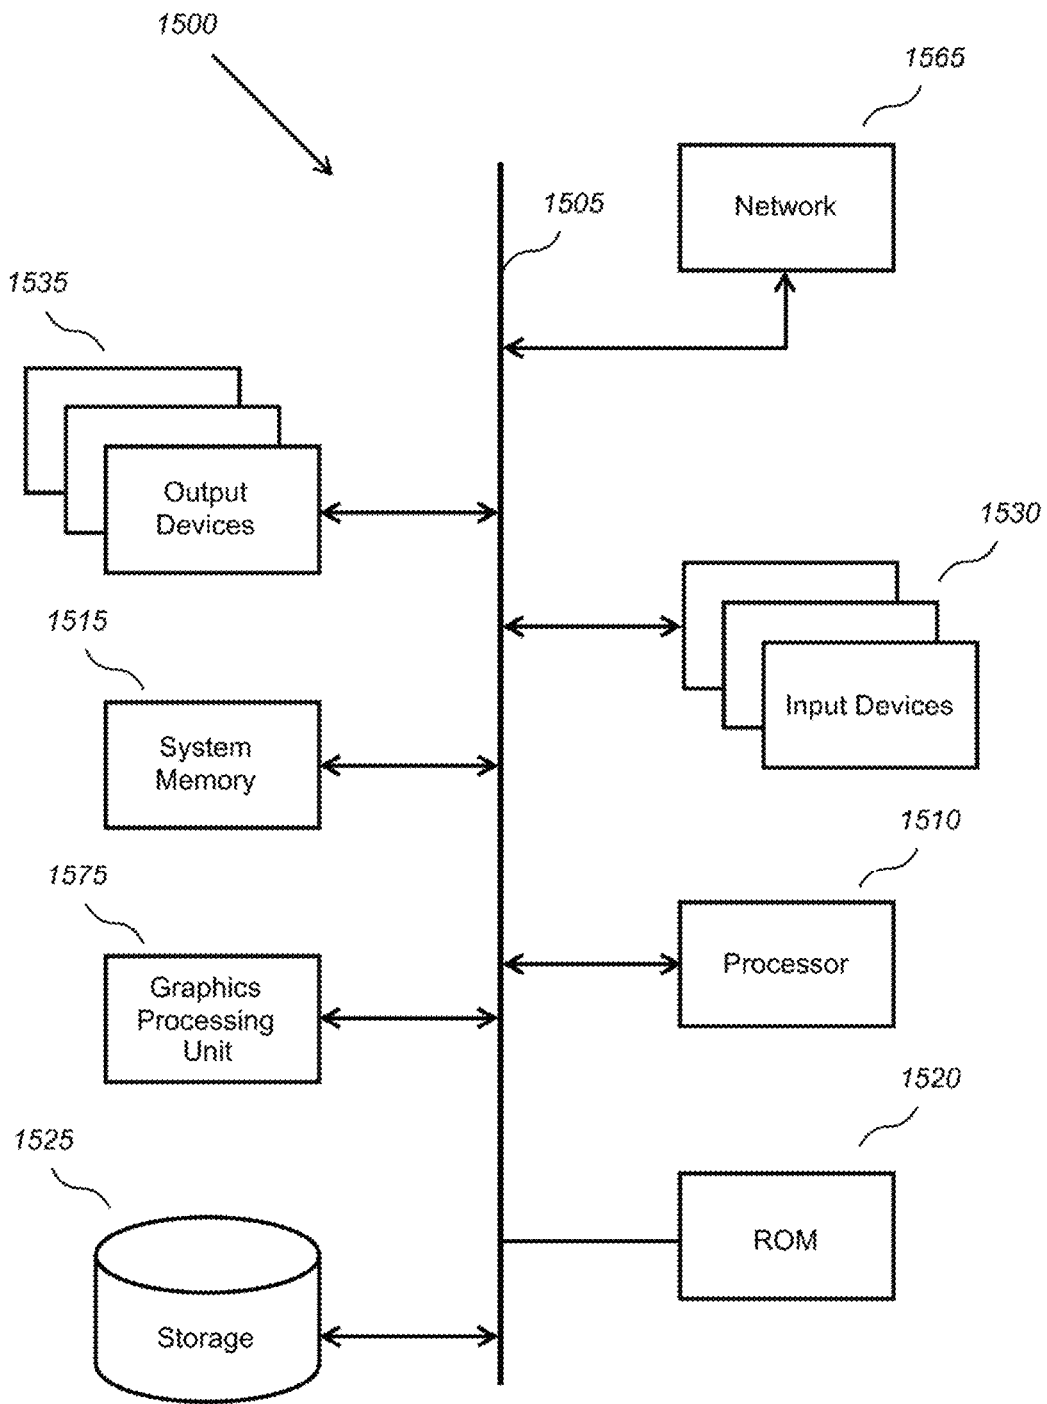 1500
1565
Network
1505
1535
Output
Devices
1530
Input Devices
1515
System
Memory
1510
Processor
1575
Graphics
Processing
Unit
1520
ROM
1525
Storage